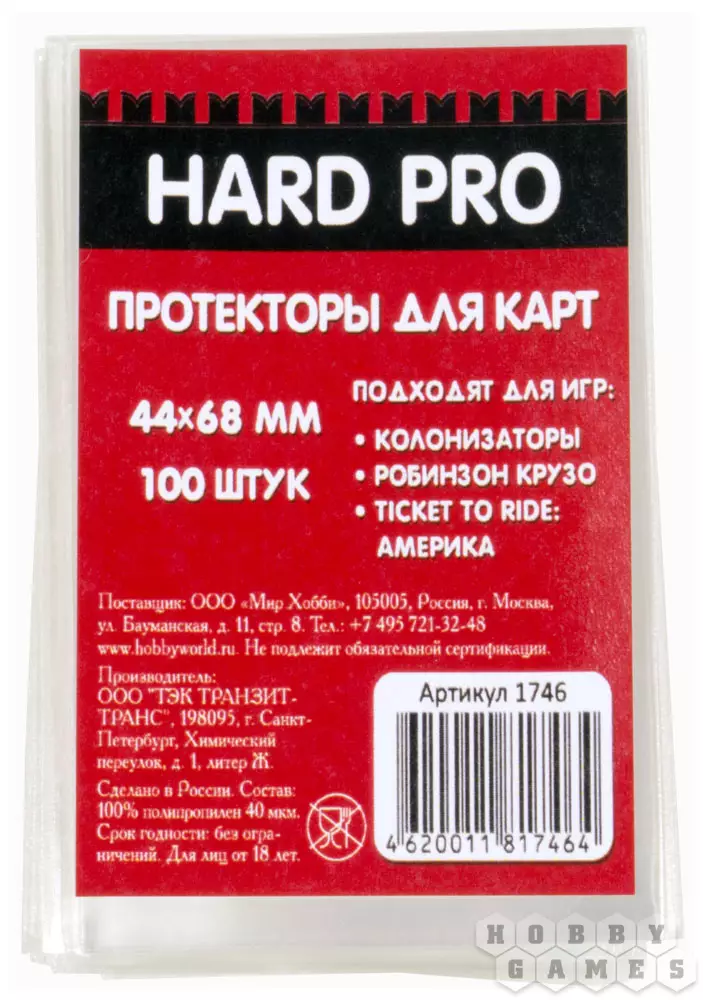 HARD PRO
ПРОТЕКТОРЫ ДЛЯ КАРТ
44×68 ММ
100 ШТУК
ПОДХОДЯТ ДЛЯ ИГР:
• КОЛОНИЗАТОРЫ
• РОБИНЗОН КРУЗО
• TICKET TO RIDE:
АМЕРИКА
Поставщик: ООО «Мир Хобби», 105005, Россия, г. Москва,
ул. Бауманская, д. 11, стр. 8. Тел.: +7 495 721-32-48
www.hobbyworld.ru. Не подлежит обязательной сертификации.
Производитель:
ООО "ТЭК ТРАНЗИТ-
ТРАНС", 198095, г. Санкт-
Петербург, Химический
переулок, д. 1, литер Ж.
Сделано в России. Состав:
100% полипропилен 40 мкм.
Срок годности: без огра-
ничений. Для лиц от 18 лет.
Артикул 1746
4 620011 817464
HOBBY
GAMES